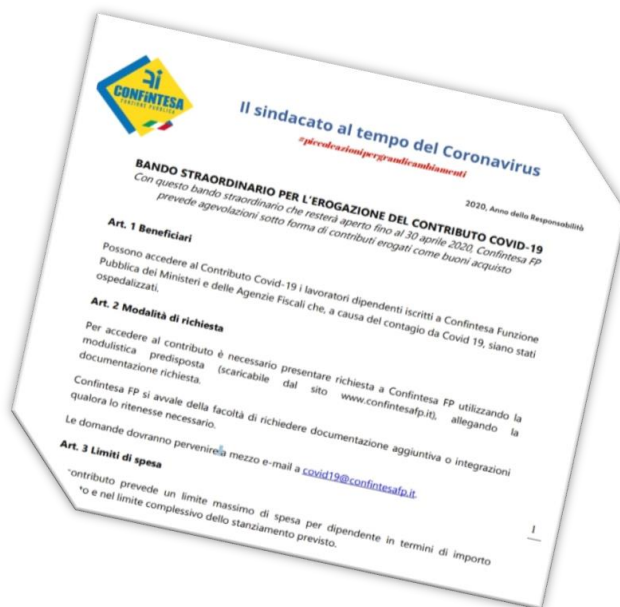 CONFINTESA
FUNZIONE PUBBLICA
Il sindacato al tempo del Coronavirus
#piccoleazionipergrandicambiamenti
2020, Anno della Responsabilità
BANDO STRAORDINARIO PER L'EROGAZIONE DEL CONTRIBUTO COVID-19
Con questo bando straordinario che resterà aperto fino al 30 aprile 2020, Confintesa FP
prevede agevolazioni sotto forma di contributi erogati come buoni acquisto
Art. 1 Beneficiari
Possono accedere al Contributo Covid-19 i lavoratori dipendenti iscritti a Confintesa Funzione
Pubblica dei Ministeri e delle Agenzie Fiscali che, a causa del contagio da Covid 19, siano stati
ospedalizzati.
Art. 2 Modalità di richiesta
Per accedere al contributo è necessario presentare richiesta a Confintesa FP utilizzando la
modulistica predisposta (scaricabile dal sito www.confintesafp.it), allegando la
documentazione richiesta.
Confintesa FP si avvale della facoltà di richiedere documentazione aggiuntiva o integrazioni
qualora lo ritenesse necessario.
Le domande dovranno pervenire a mezzo e-mail a covid19@confintesafp.it.
Art. 3 Limiti di spesa
ontributo prevede un limite massimo di spesa per dipendente in termini di importo
o e nel limite complessivo dello stanziamento previsto.
1